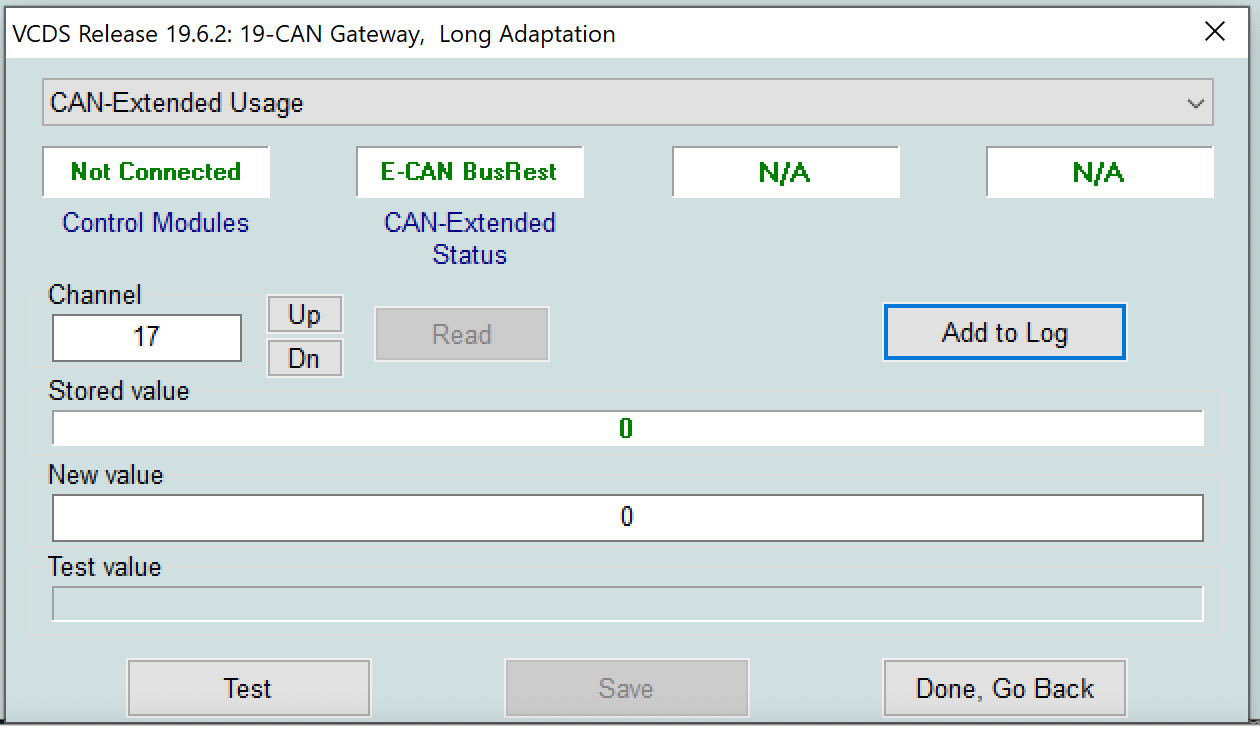 VCDS Release 19.6.2: 19-CAN Gateway,  Long Adaptation
CAN-Extended Usage
Not Connected
E-CAN BusRest
N/A
N/A
Control Modules
CAN-Extended
Status
Channel
17
Up
Dn
Read
Add to Log
Stored value
0
New value
0
Test value
Test
Save
Done, Go Back